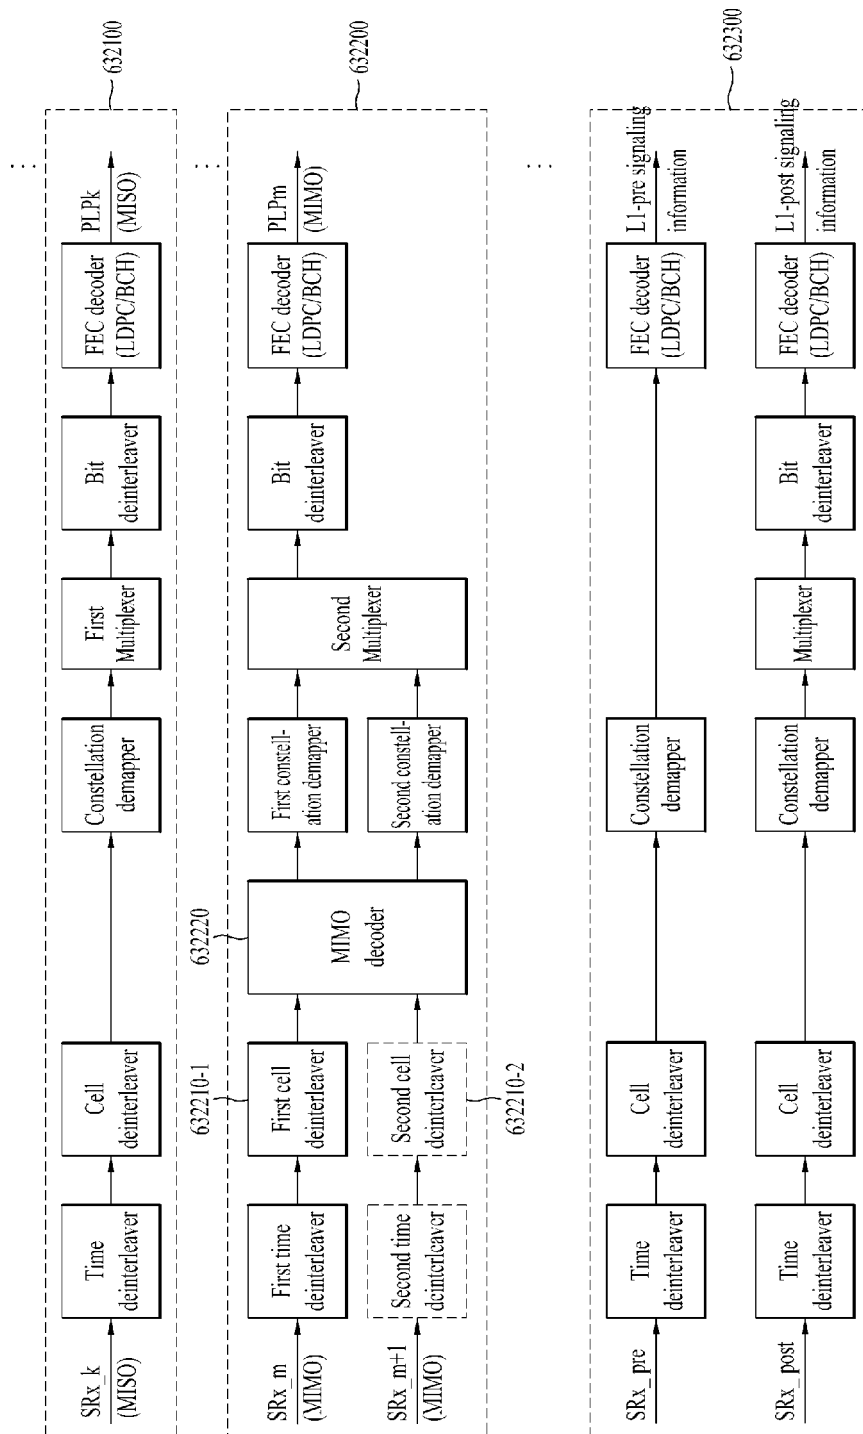 632100
SRx_k
(MISO)
Time
deinterleaver
Cell
deinterleaver
Constellation
demapper
First
Multiplexer
Bit
deinterleaver
FEC decoder
(LDPC/BCH)
PLPk
(MISO)
...
632200
632210-1
632220
SRx_m
(MIMO)
First time
deinterleaver
First cell
deinterleaver
MIMO
decoder
First constell-
ation demapper
Second
Multiplexer
Bit
deinterleaver
FEC decoder
(LDPC/BCH)
PLPm
(MIMO)
...
SRx_m+1
(MIMO)
Second time
deinterleaver
Second cell
deinterleaver
Second constell-
ation demapper
632210-2
...
632300
SRx_pre
Time
deinterleaver
Cell
deinterleaver
Constellation
demapper
FEC decoder
(LDPC/BCH)
L1-pre signaling
information
SRx_post
Time
deinterleaver
Cell
deinterleaver
Constellation
demapper
Multiplexer
Bit
deinterleaver
FEC decoder
(LDPC/BCH)
L1-post signaling
information